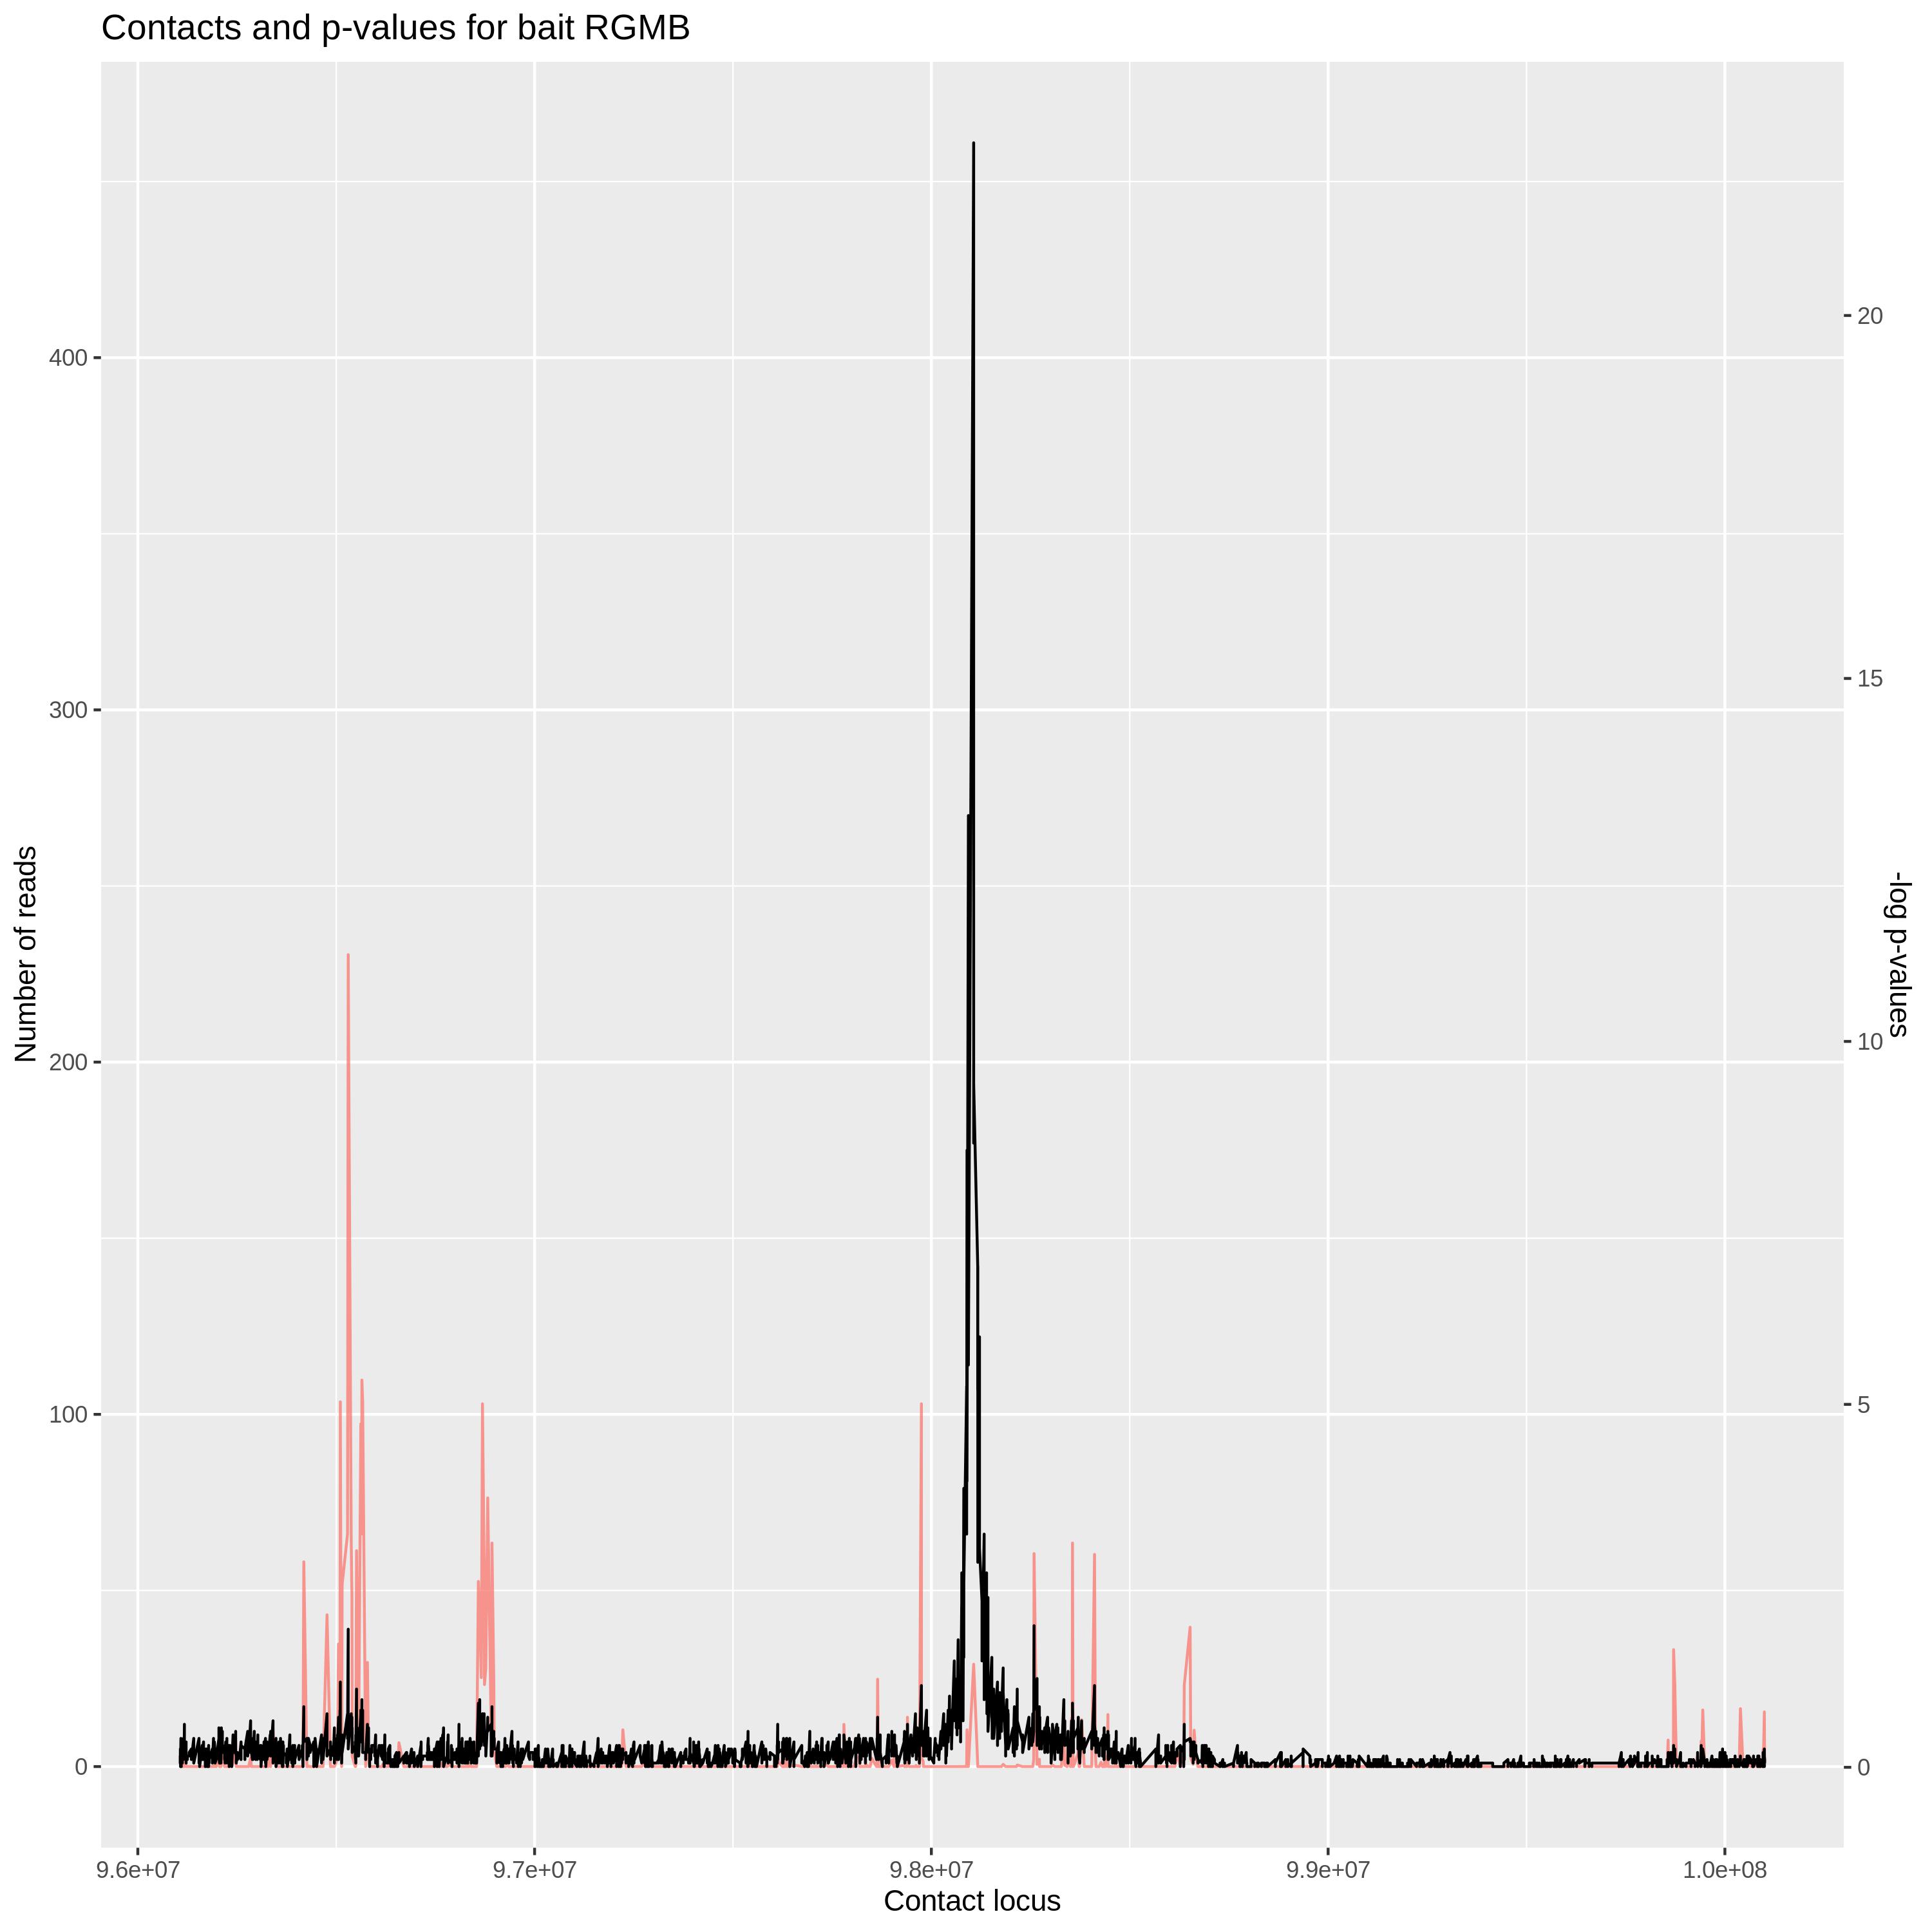 Contacts and p-values for bait RGMB
Number of reads
400
300
200
100
0
20
15
10
5
0
-log p-values
9.6e+07
9.7e+07
9.8e+07
9.9e+07
1.0e+08
Contact locus